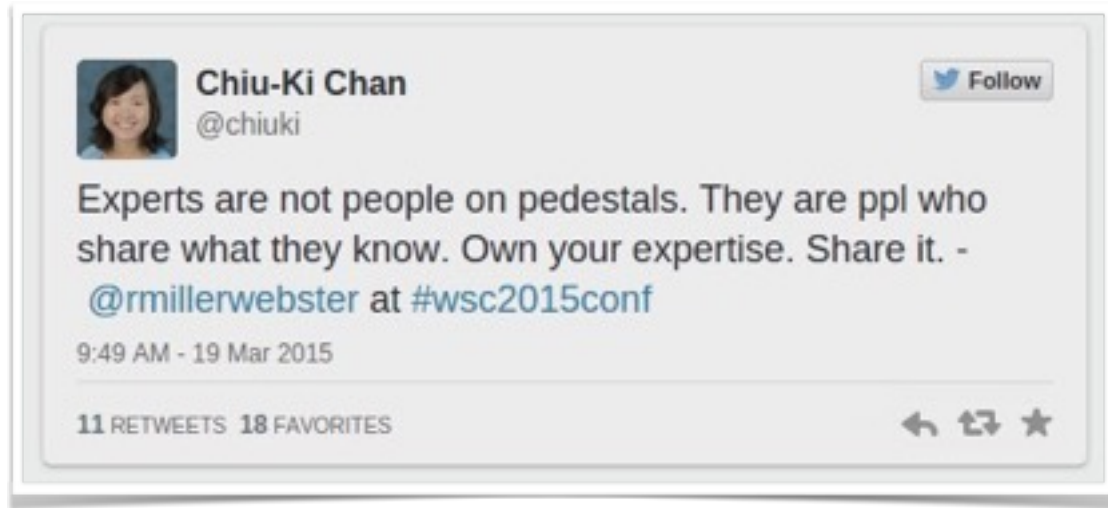 Chiu-Ki Chan
@chiuki
Follow
Experts are not people on pedestals. They are ppl who
share what they know. Own your expertise. Share it. -
@rmillerwebster at #wsc2015conf
9:49 AM - 19 Mar 2015
11 RETWEETS 18 FAVORITES